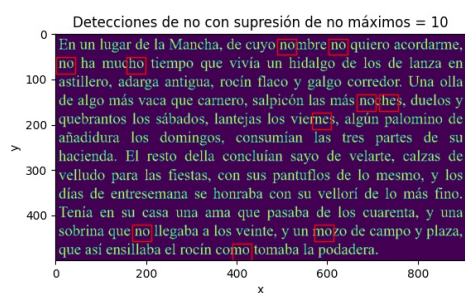 Detecciones de no con supresión de no máximos = 10
0
100
200
300
400
y
En un lugar de la Mancha, de cuyo nombre no quiero acordarme,
no ha mucho tiempo que vivía un hidalgo de los de lanza en
astillero, adarga antigua, rocín flaco y galgo corredor. Una olla
de algo más vaca que carnero, salpicón las más noches, duelos y
quebrantos los sábados, lantejas los viernes, algún palomino de
añadidura los domingos, consumían las tres partes de su
hacienda. El resto della concluían sayo de velarte, calzas de
velludo para las fiestas, con sus pantuflos de lo mesmo, y los
días de entresemana se honraba con su vellorí de lo más fino.
Tenía en su casa una ama que pasaba de los cuarenta, y una
sobrina que no llegaba a los veinte, y un mozo de campo y plaza,
que así ensillaba el rocín como tomaba la podadera.
0 200 400 600 800
x